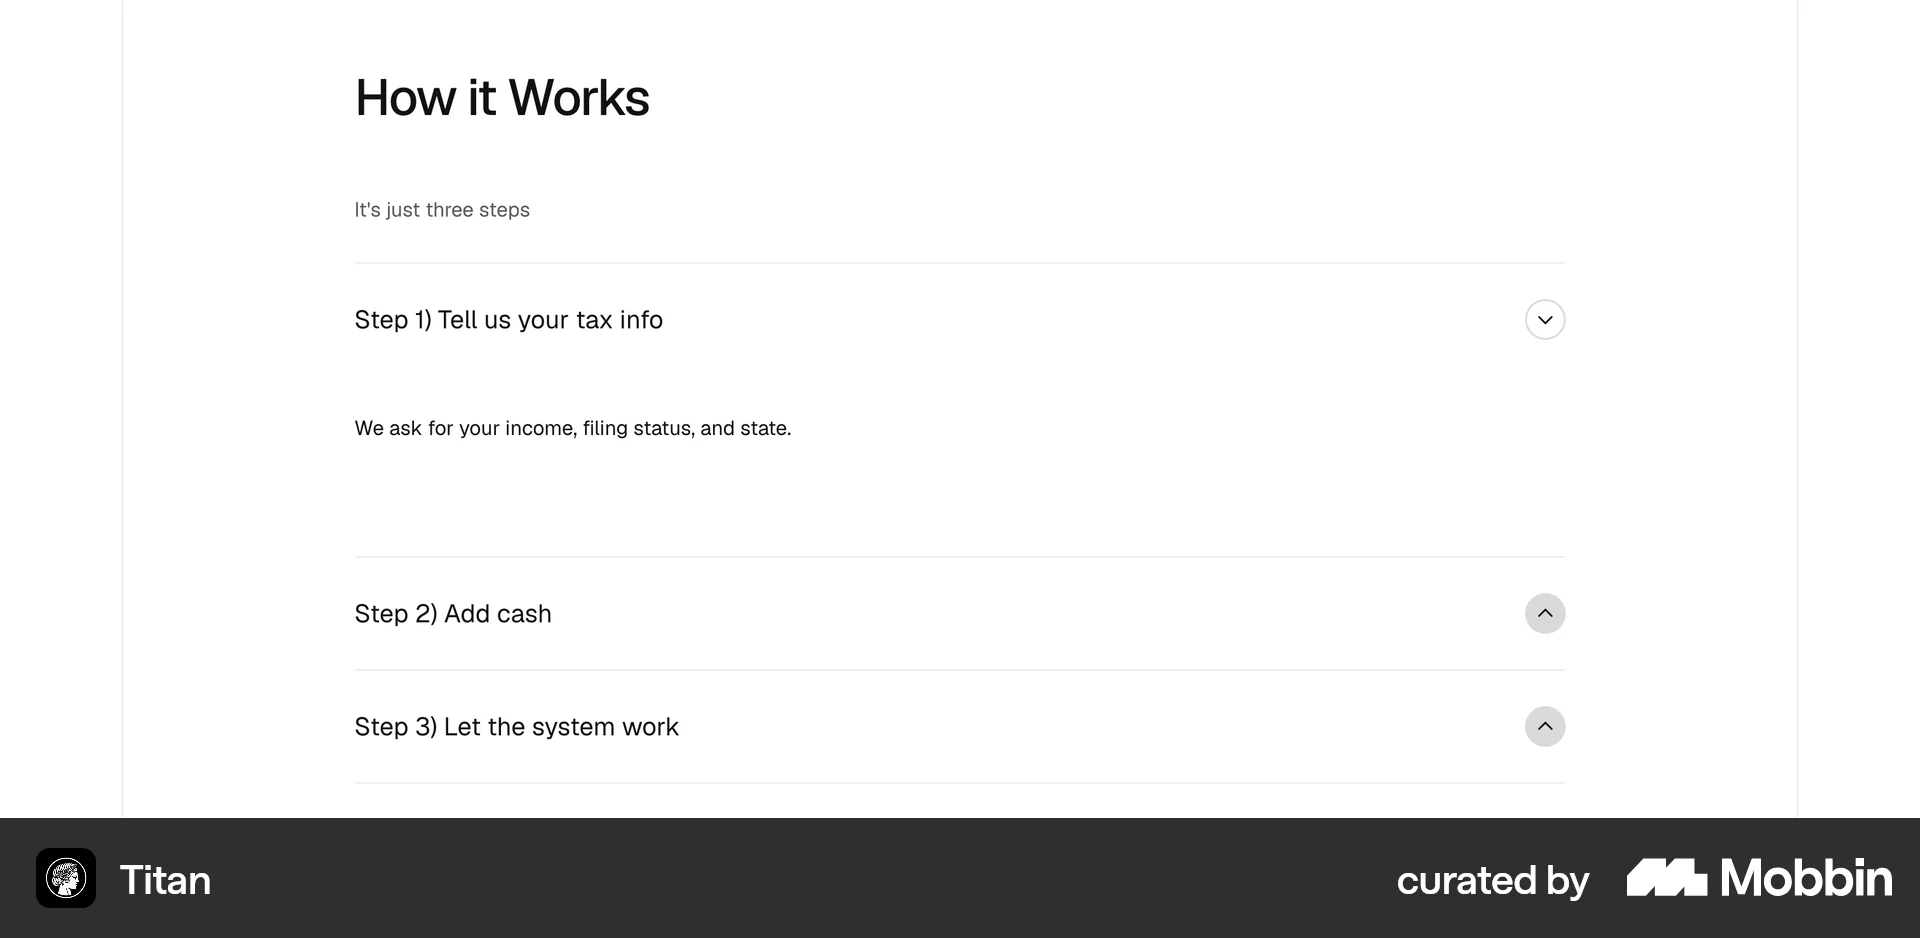 How it Works
It's just three steps
Step 1) Tell us your tax info
We ask for your income, filing status, and state.
Step 2) Add cash
Step 3) Let the system work
Titan
curated by Mobbin